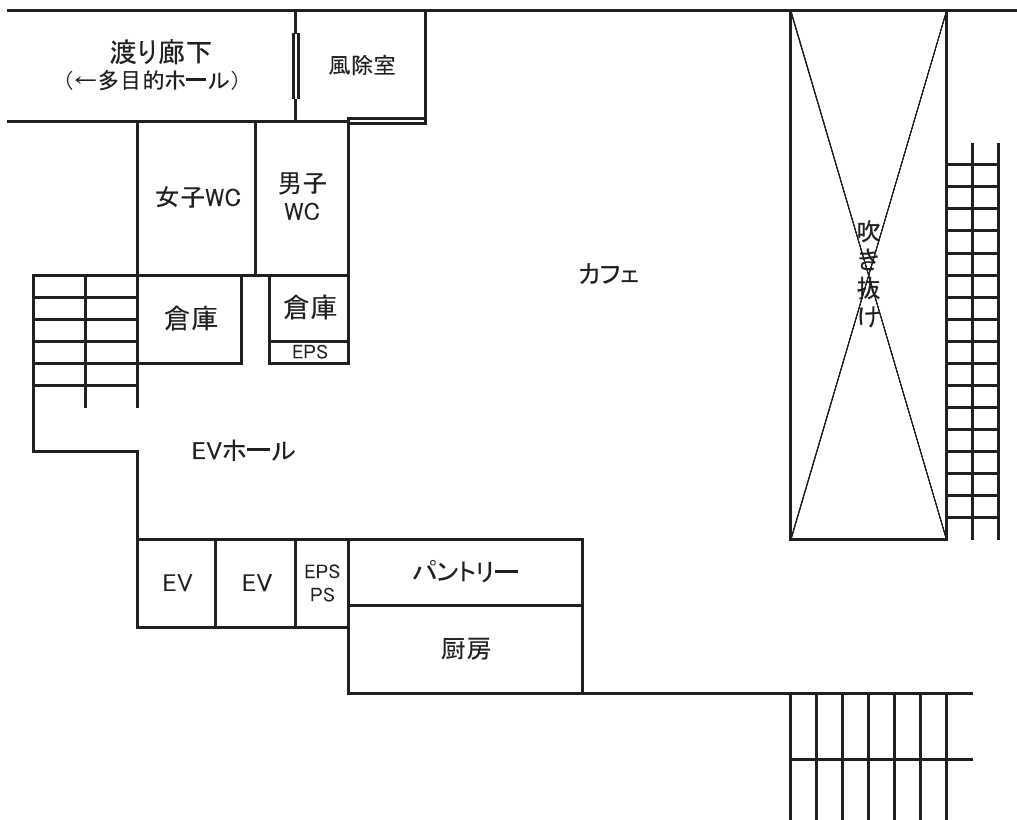 渡り廊下
（←多目的ホール）
風除室
女子WC
男子
WC
倉庫
倉庫
EPS
カフェ
吹き抜け
EVホール
EV
EV
EPS
PS
パントリー
厨房